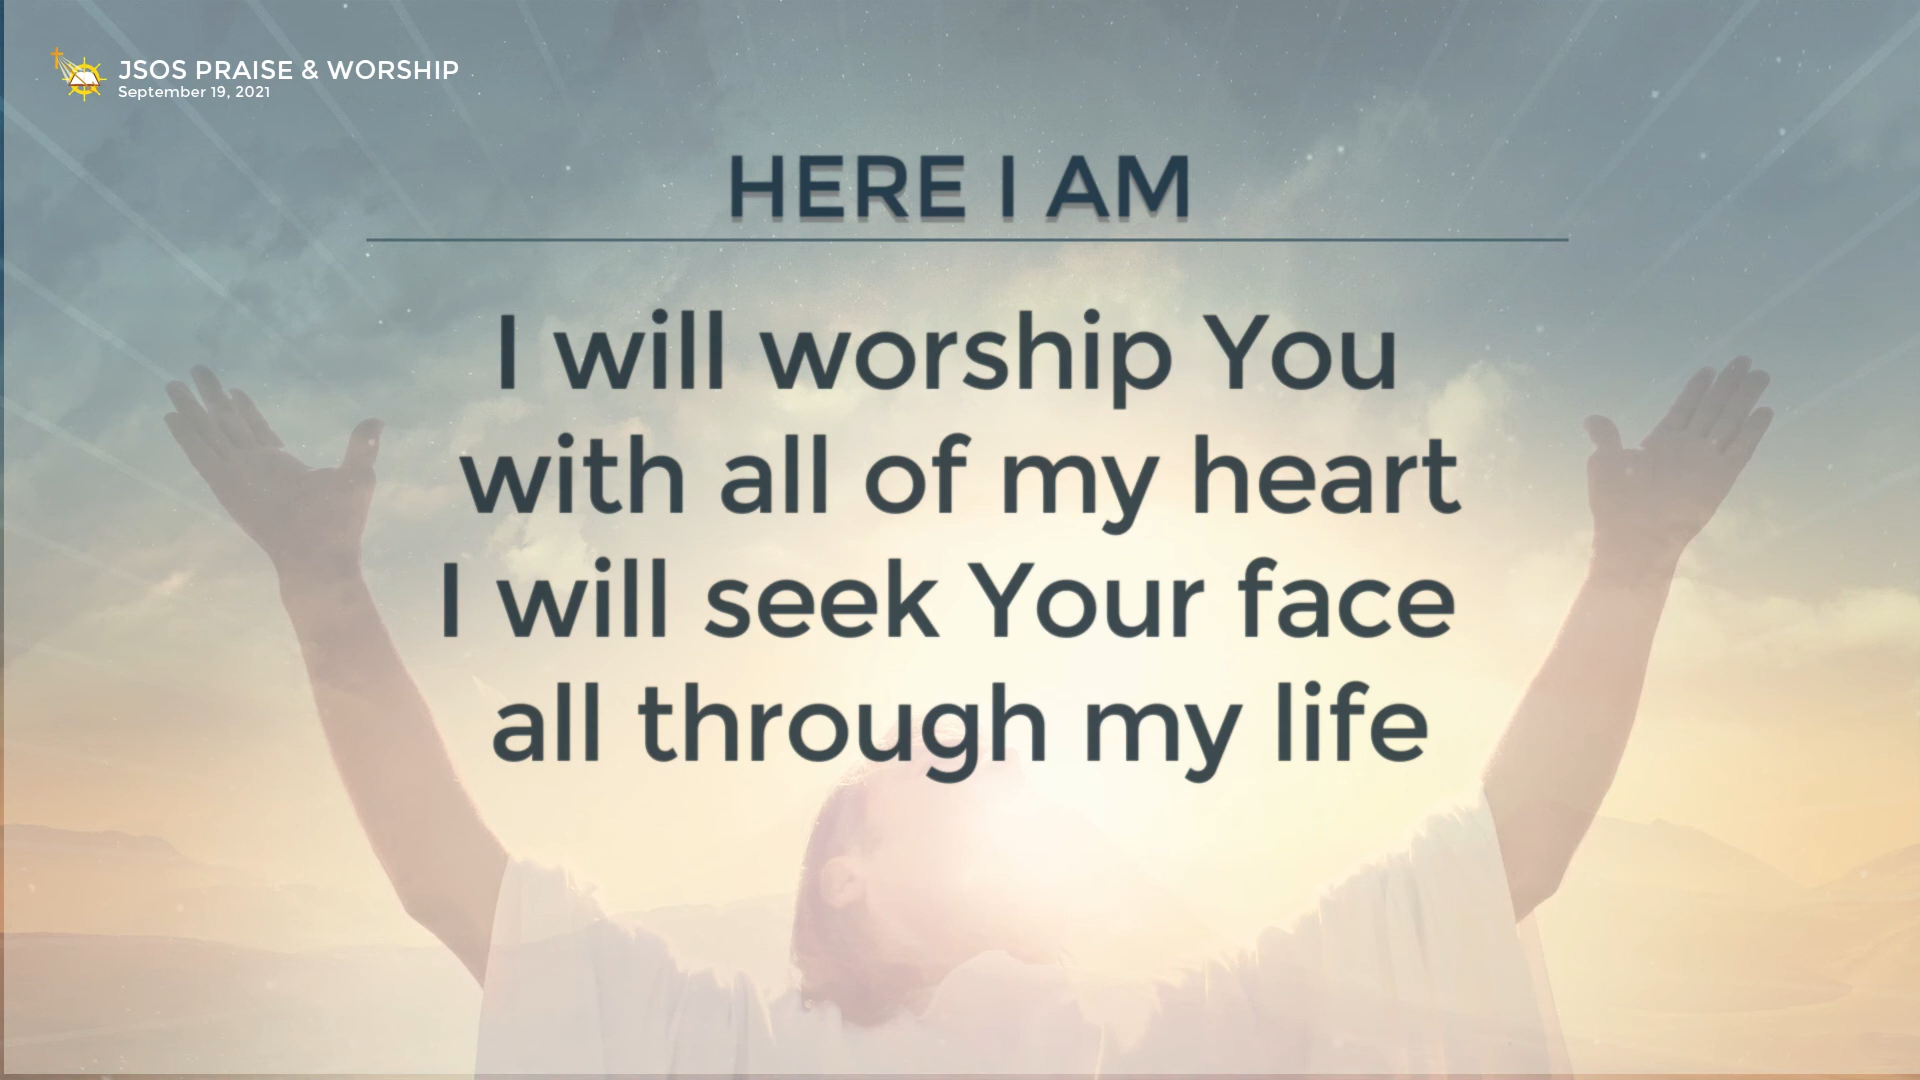 JSOS PRAISE & WORSHIP
September 19, 2021
HERE I AM
I will worship You
with all of my heart
I will seek Your face
all through my life